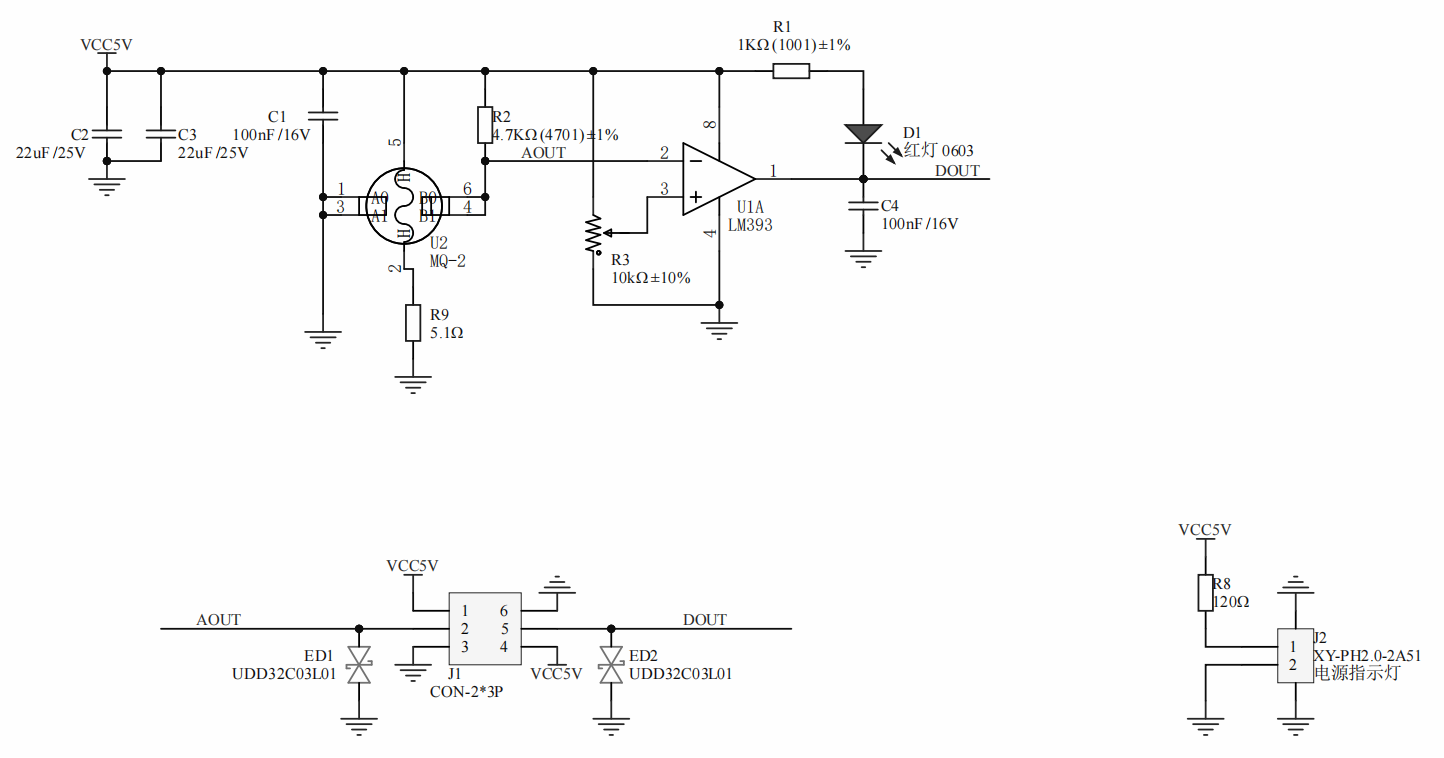 R1
1KΩ(1001)±1%
VCC5V
C2
22uF/25V
C3
22uF/25V
C1
100nF/16V
5
R2
4.7KΩ(4701)±1%
AOUT
1
3
A0
A1
H
H
B0
B1
6
4
U2
MQ-2
2
R9
5.1Ω
R3
10kΩ±10%
2
3
8
4
1
U1A
LM393
D1
红灯 0603
DOUT
C4
100nF/16V
VCC5V
AOUT
1
2
3
6
5
4
DOUT
ED1
UDD32C03L01
J1
CON-2*3P
VCC5V
ED2
UDD32C03L01
VCC5V
R8
120Ω
1
2
J2
XY-PH2.0-2A51
电源指示灯